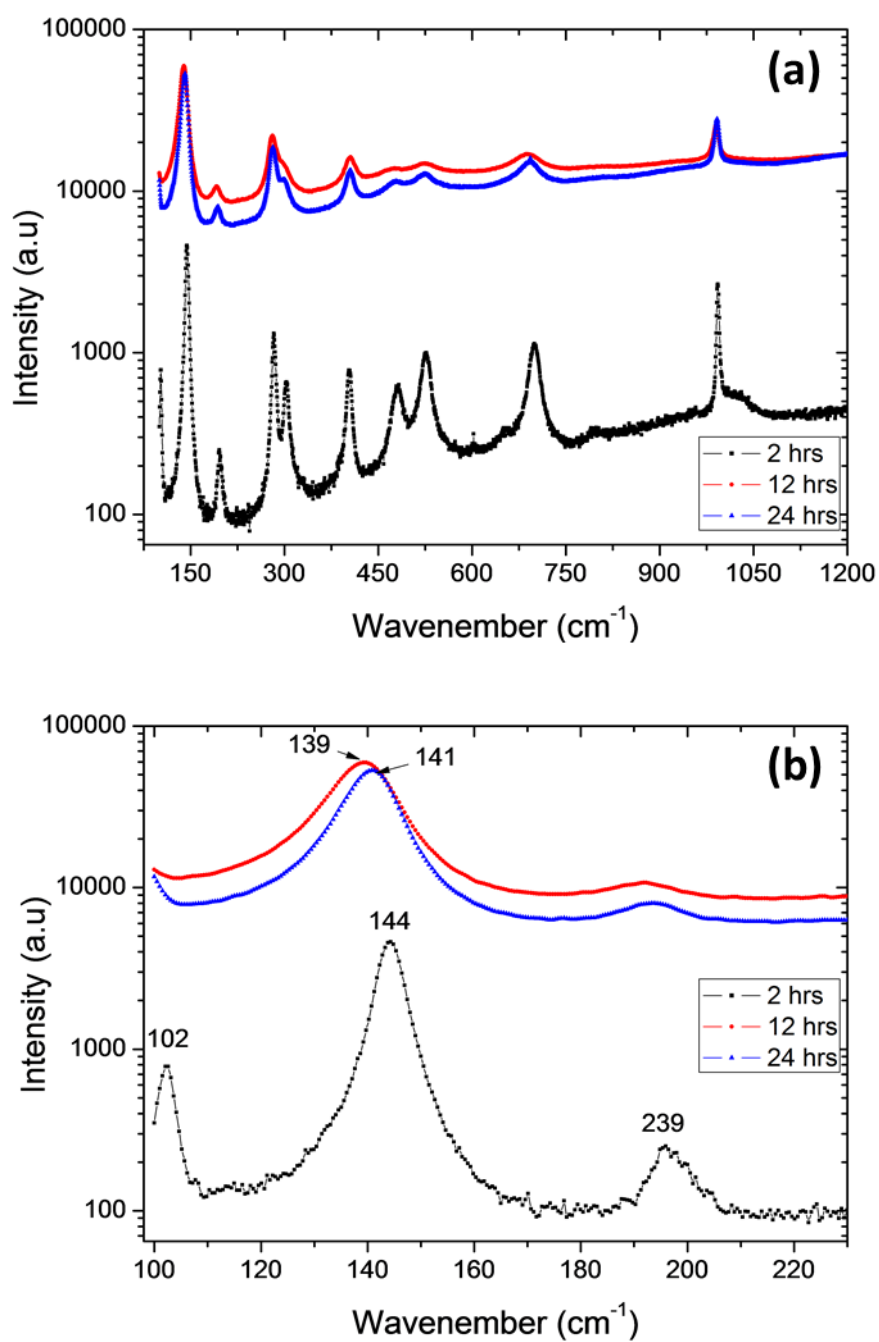 (a)
100000
10000
1000
100
Intensity (a.u)
2 hrs
12 hrs
24 hrs
150 300 450 600 750 900 1050 1200
Wavenember (cm⁻¹)
(b)
100000
10000
1000
100
Intensity (a.u)
139
141
144
102
239
2 hrs
12 hrs
24 hrs
100 120 140 160 180 200 220
Wavenember (cm⁻¹)